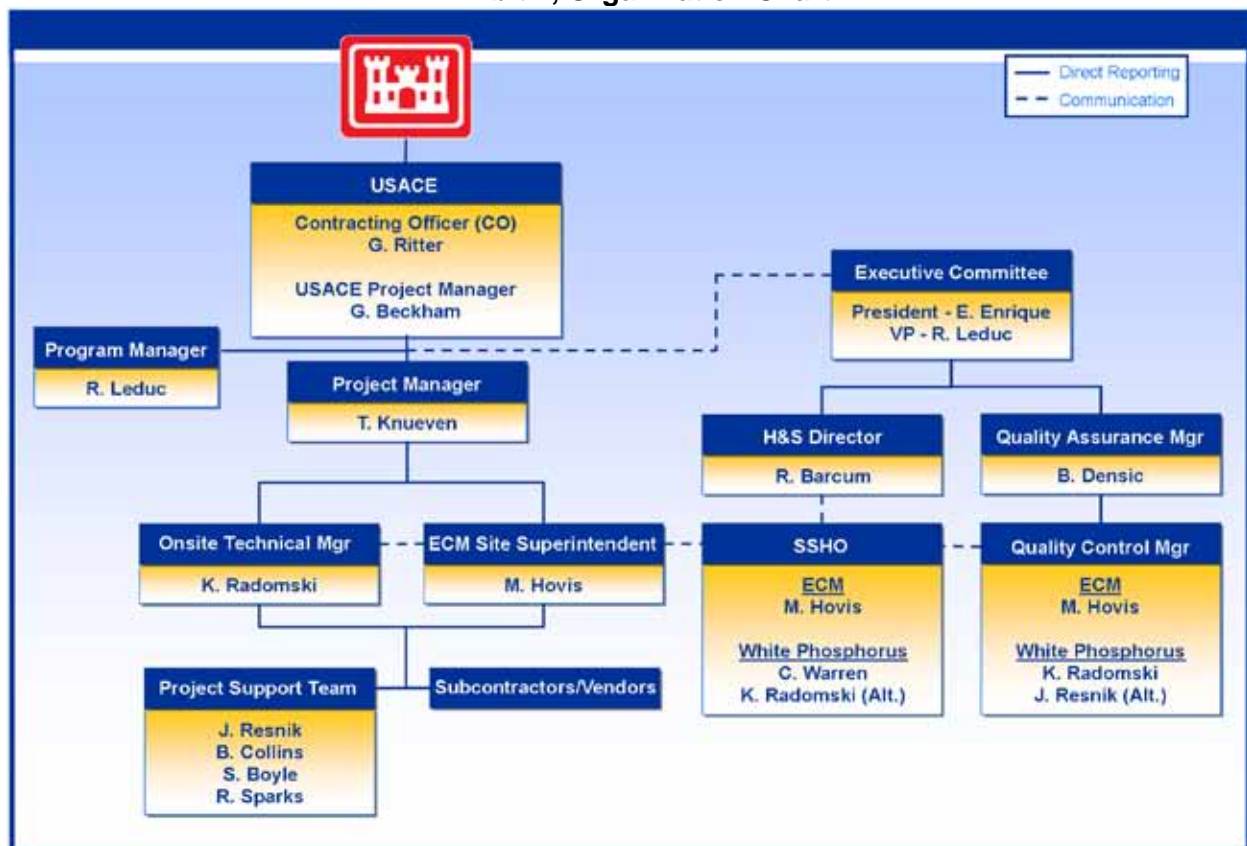 Direct Reporting
Communication
USACE
Contracting Officer (CO)
G. Ritter
USACE Project Manager
G. Beckham
Executive Committee
President - E. Enrique
VP - R. Leduc
Program Manager
R. Leduc
Project Manager
T. Knueven
H&S Director
R. Barcum
Quality Assurance Mgr
B. Densic
Onsite Technical Mgr
K. Radomski
ECM Site Superintendent
M. Hovis
SSHO
ECM
M. Hovis
White Phosphorus
C. Warren
K. Radomski (Alt.)
Quality Control Mgr
ECM
M. Hovis
White Phosphorus
K. Radomski
J. Resnik (Alt.)
Project Support Team
J. Resnik
B. Collins
S. Boyle
R. Sparks
Subcontractors/Vendors